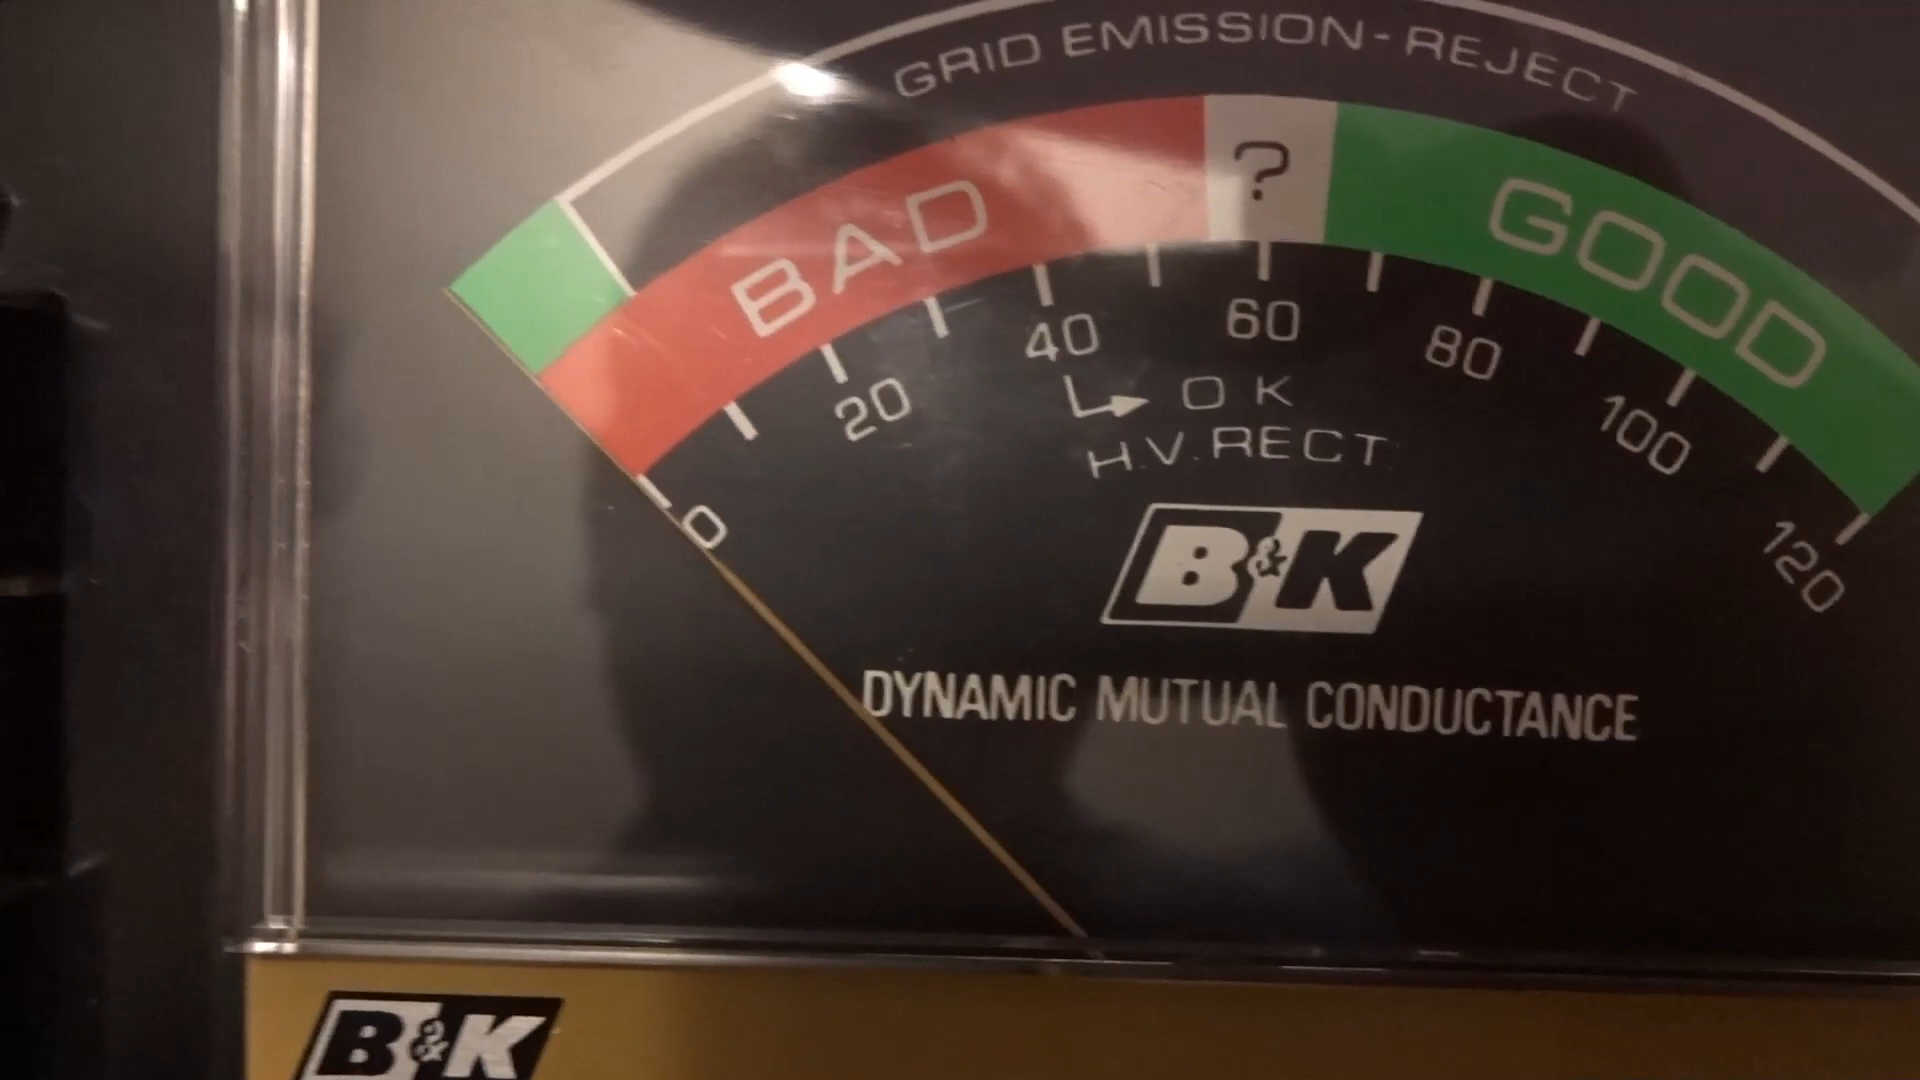 GRID EMISSION-REJECT
BAD ? GOOD
0 20 40 60 80 100 120
OK
H.V. RECT.
B&K
DYNAMIC MUTUAL CONDUCTANCE
B&K